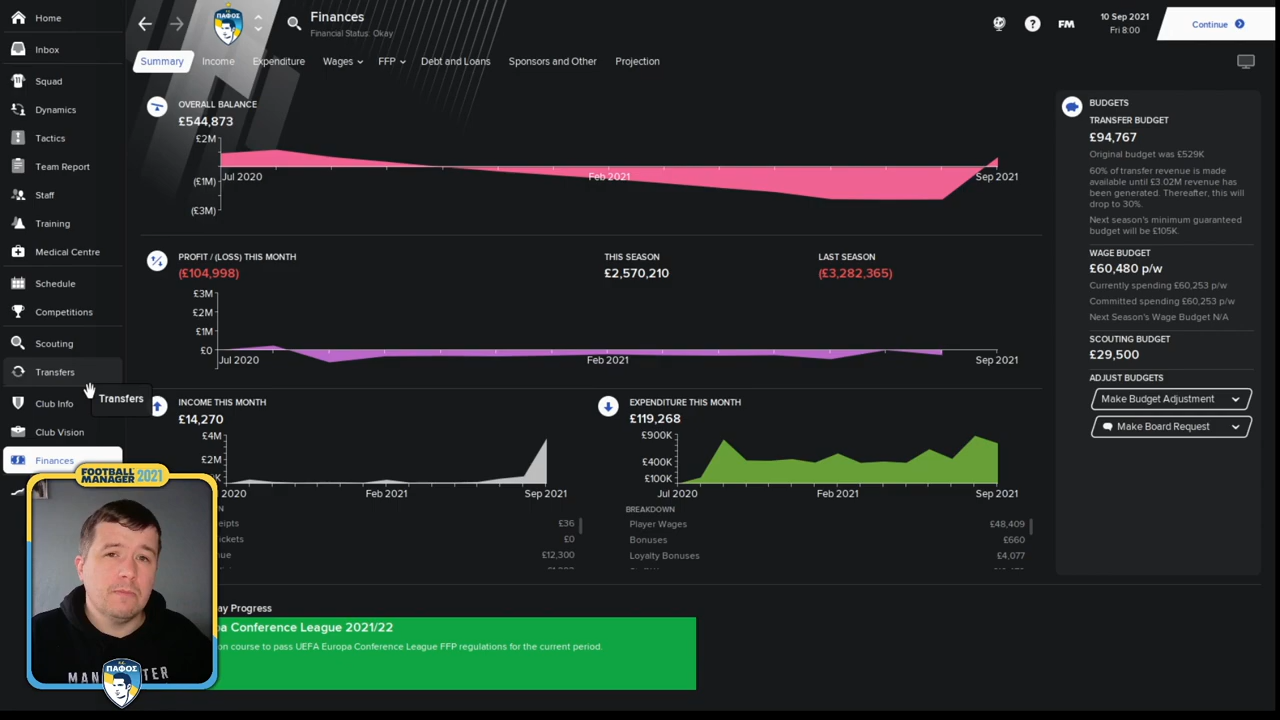 Home
Inbox
Squad
Dynamics
Tactics
Team Report
Staff
Training
Medical Centre
Schedule
Competitions
Scouting
Transfers
Transfers
Club Info
Club Vision
Finances
ΠΑΦΟΣ
Finances
Financial Status: Okay
?
FM
10 Sep 2021
Fri 8:00
Continue
Summary
Income
Expenditure
Wages
FFP
Debt and Loans
Sponsors and Other
Projection
OVERALL BALANCE
£544,873
£2M
(£1M)
(£3M)
Jul 2020
Feb 2021
Sep 2021
PROFIT / (LOSS) THIS MONTH
(£104,998)
THIS SEASON
£2,570,210
LAST SEASON
(£3,282,365)
£3M
£2M
£1M
£0
Jul 2020
Feb 2021
Sep 2021
INCOME THIS MONTH
£14,270
£4M
£2M
2020
Feb 2021
Sep 2021
N
eipts
£36
ckets
£0
ue
£12,300
EXPENDITURE THIS MONTH
£119,268
£900K
£400K
£100K
Jul 2020
Feb 2021
Sep 2021
BREAKDOWN
Player Wages
£48,409
Bonuses
£660
Loyalty Bonuses
£4,077
ay Progress
pa Conference League 2021/22
on course to pass UEFA Europa Conference League FFP regulations for the current period.
BUDGETS
TRANSFER BUDGET
£94,767
Original budget was £529K
60% of transfer revenue is made
available until £3.02M revenue has
been generated. Thereafter, this will
drop to 30%.
Next season's minimum guaranteed
budget will be £105K.
WAGE BUDGET
£60,480 p/w
Currently spending £60,253 p/w
Committed spending £60,253 p/w
Next Season's Wage Budget N/A
SCOUTING BUDGET
£29,500
ADJUST BUDGETS
Make Budget Adjustment
Make Board Request
FOOTBALL
MANAGER 2021
MAN
TER
ΠΑΦΟΣ